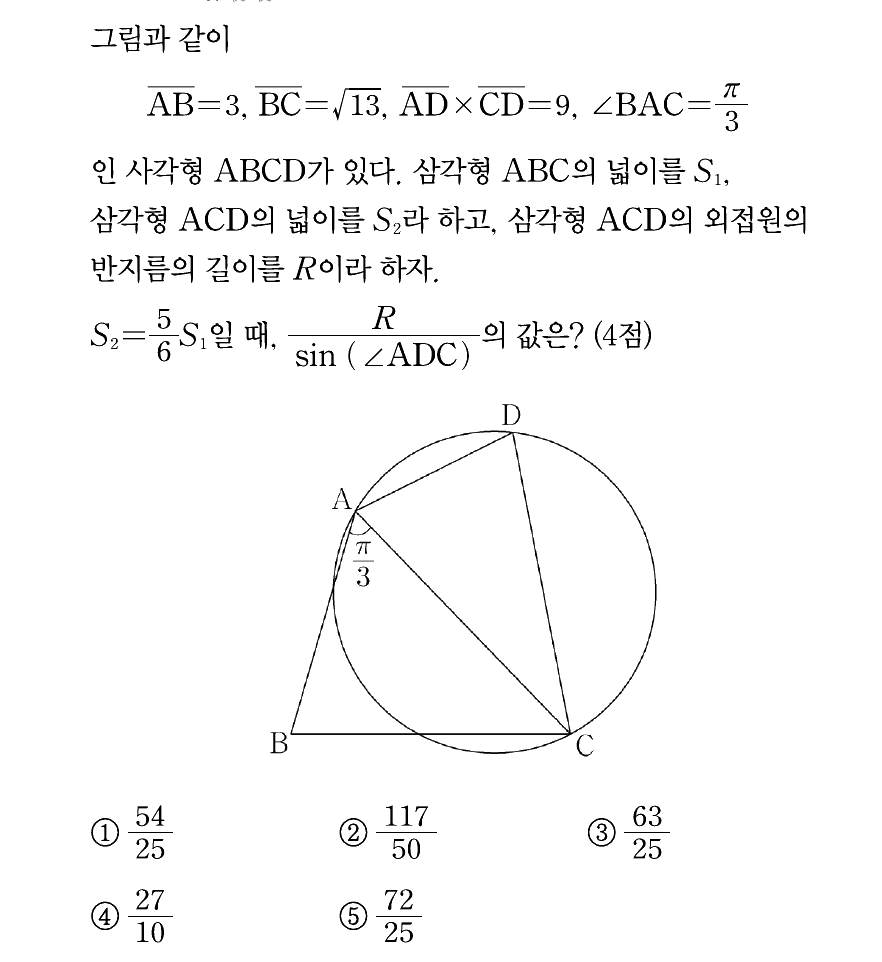 그림과 같이
AB=3, BC=√13, AD×CD=9, ∠BAC=π/3
인 사각형 ABCD가 있다. 삼각형 ABC의 넓이를 S₁,
삼각형 ACD의 넓이를 S₂라 하고, 삼각형 ACD의 외접원의
반지름의 길이를 R이라 하자.
S₂=5/6 S₁일 때, R/sin(∠ADC)의 값은? (4점)
D
A
π/3
B
C
① 54/25 ② 117/50 ③ 63/25
④ 27/10 ⑤ 72/25